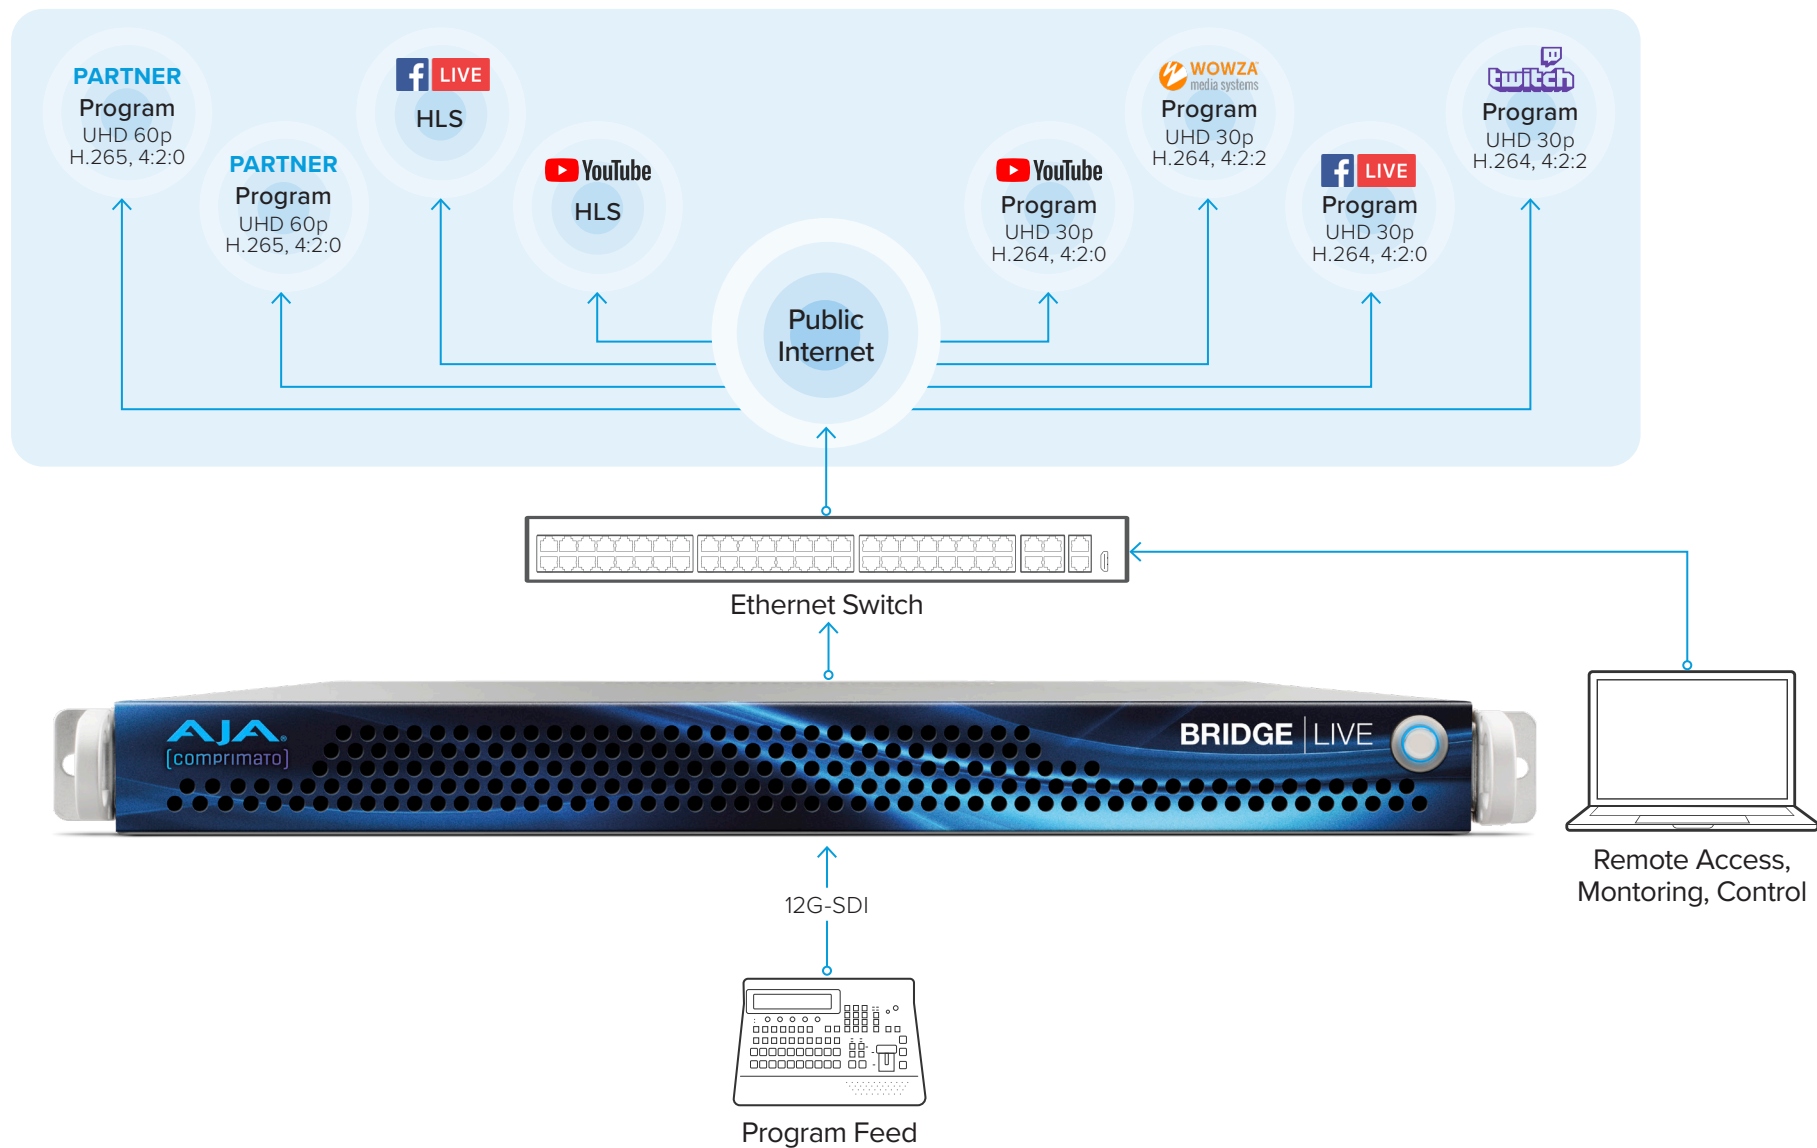 PARTNER
Program
UHD 60p
H.265, 4:2:0
PARTNER
Program
UHD 60p
H.265, 4:2:0
f LIVE
HLS
YouTube
HLS
Public
Internet
YouTube
Program
UHD 30p
H.264, 4:2:0
WOWZA
media systems
Program
UHD 30p
H.264, 4:2:2
f LIVE
Program
UHD 30p
H.264, 4:2:0
twitch
Program
UHD 30p
H.264, 4:2:2
Ethernet Switch
AJA®
[comprimato]
BRIDGE | LIVE
Remote Access,
Montoring, Control
12G-SDI
Program Feed